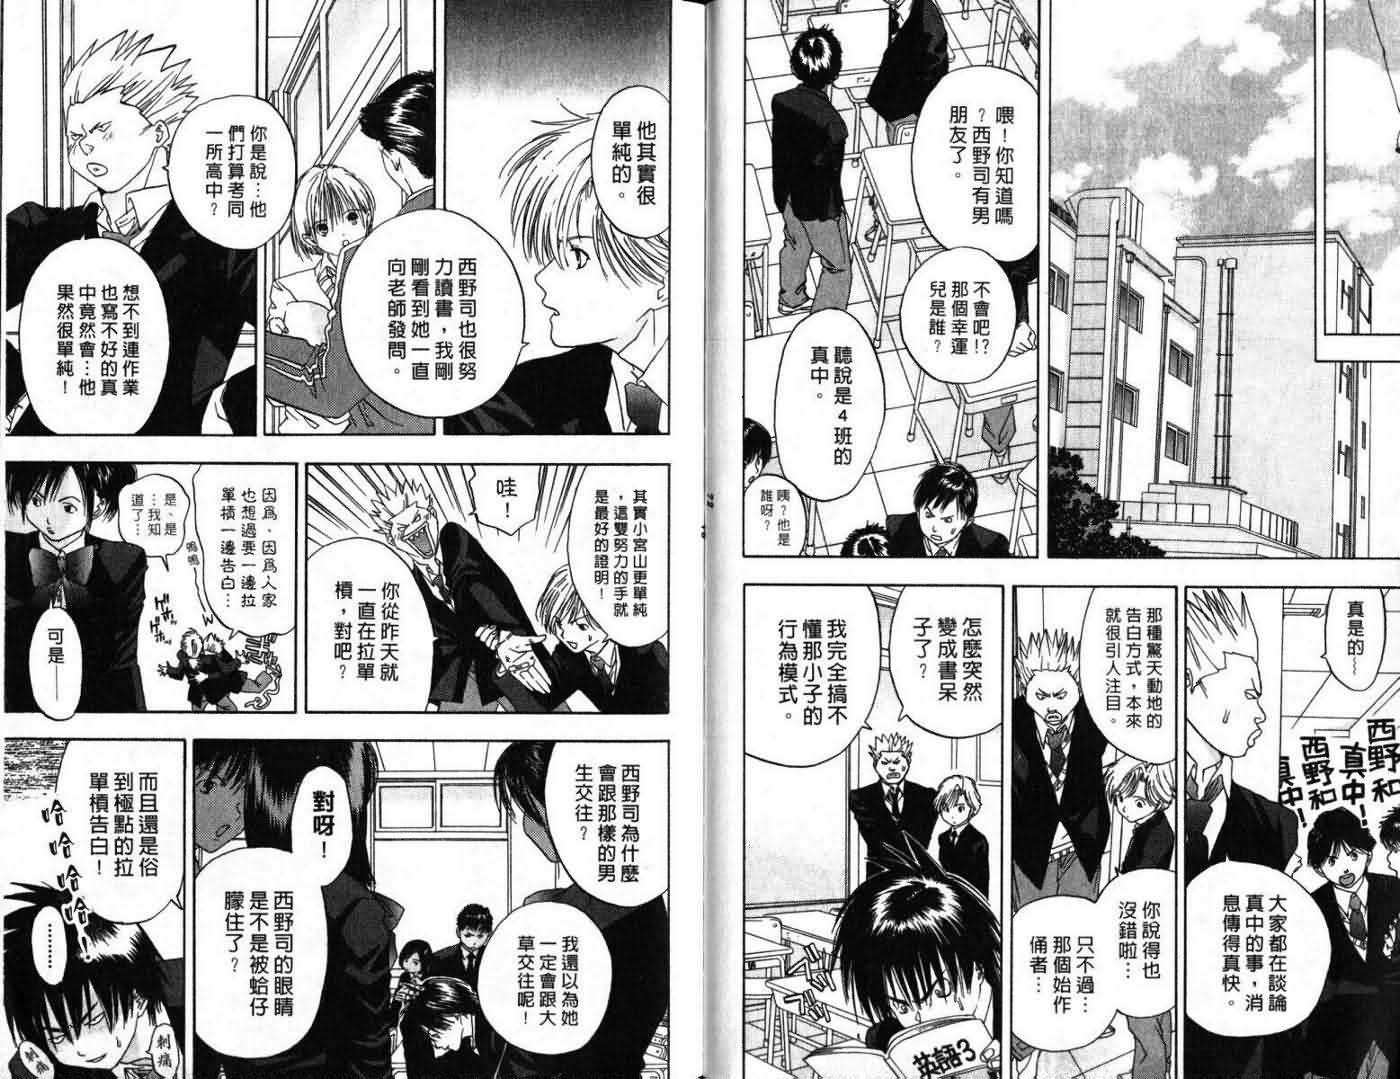 喂！你知道嗎
？西野司有男
朋友了。
不會吧!?
那個幸運
兒是誰？
聽說是4班的
真中。
咦？他是
誰呀？
真是的～
西野和
真中！
西野和
真中！
大家都在談論
真中的事，消
息傳得真快。
那種驚天動地的
告白方式，本來
就很引人注目。
你說得也
沒錯啦…
只不過…
那個始作
俑者…
怎麼突然
變成書呆
子了？
我完全搞不
懂那小子的
行為模式。
英語3
他其實很
單純的。
西野司也很努
力讀書，我剛
剛看到她一直
向老師發問。
你是說…他
們打算考同
一所高中？
想不到連作業
也寫不好的真
中竟然會…他
果然很單純！
其實小宮山更單純
，這雙努力的手就
是最好的證明！
哇！
你從昨天就
一直在拉單
槓，對吧？
因為．因為人家
也想過要一邊拉
單槓一邊告白…
嗚嗚
是、是
…我知
道了…
可是——
西野司為什麼
會跟那樣的男
生交往？
我還以為她
一定會跟大
草交往呢！
對呀！
西野司的眼睛
是不是被蛤仔
朦住了？
而且還是俗
到極點的拉
單槓告白！
哈哈哈哈！
………
刺痛
刺痛